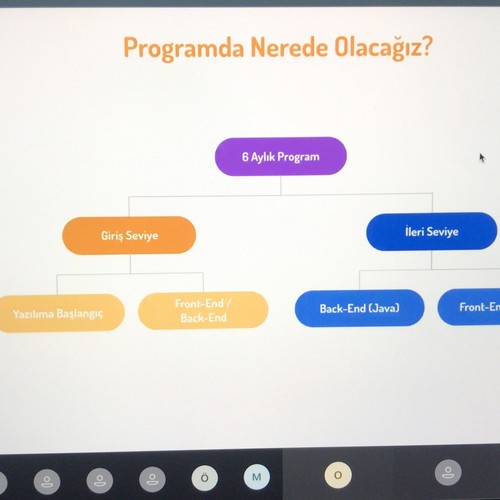 Programda Nerede Olacağız?
6 Aylık Program
Giriş Seviye
İleri Seviye
Yazılıma Başlangıç
Front-End /
Back-End
Back-End (Java)
Front-En
Ö
M
O